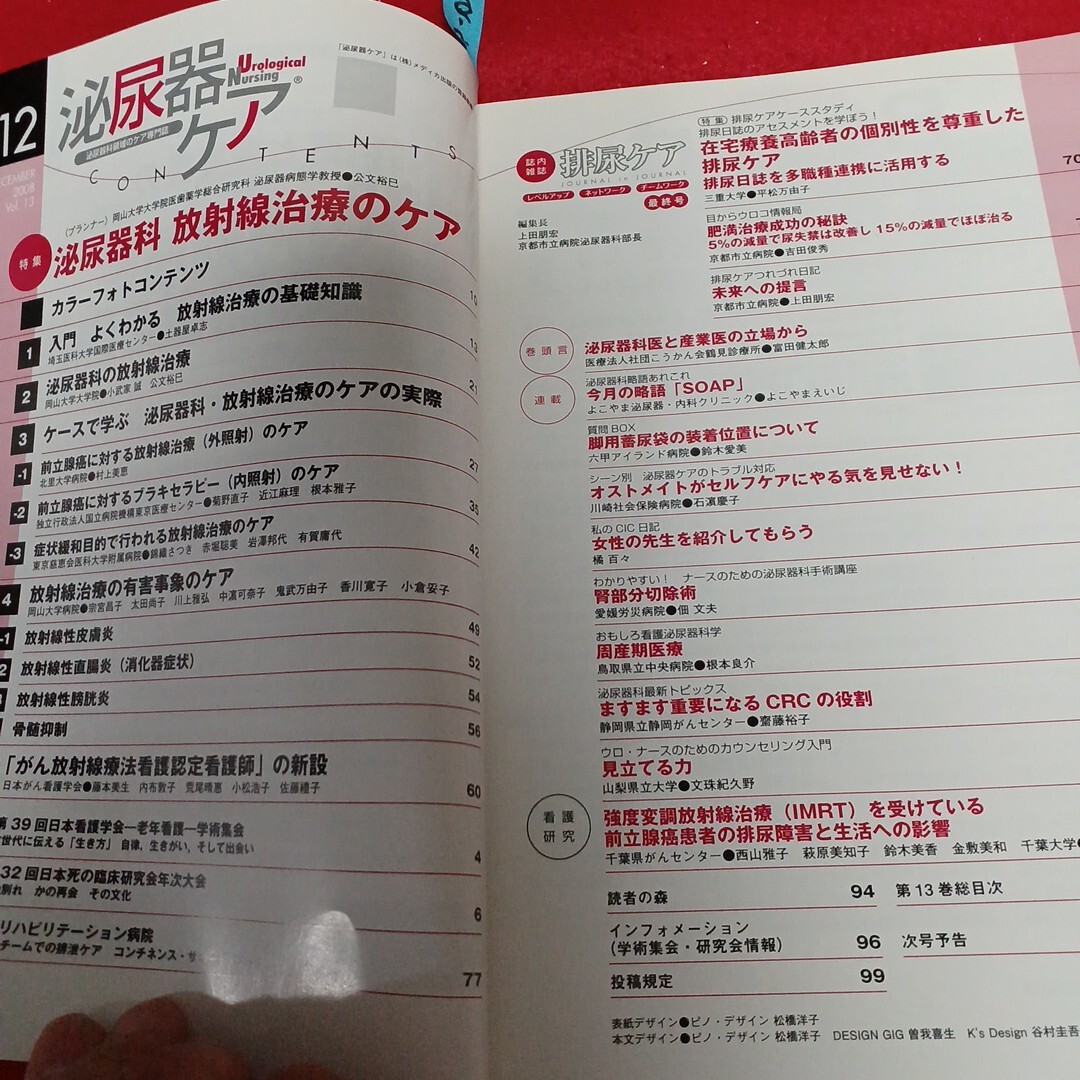 12
DECEMBER
2008
Vol. 13
泌尿器
ケア
Urological
Nursing
®
泌尿器科領域のケア専門誌
「泌尿器ケア」は(株)メディカ出版の登録商標
CONTENTS
特集
(プランナー) 岡山大学大学院医歯薬学総合研究科 泌尿器病態学教授●公文裕巳
泌尿器科 放射線治療のケア
カラーフォトコンテンツ 10
1 入門 よくわかる 放射線治療の基礎知識
埼玉医科大学国際医療センター●土器屋卓志 13
2 泌尿器科の放射線治療
岡山大学大学院●小武家 誠 公文裕巳 21
3 ケースで学ぶ 泌尿器科・放射線治療のケアの実際
-1 前立腺癌に対する放射線治療(外照射)のケア
北里大学病院●村上美恵 27
-2 前立腺癌に対するブラキセラピー(内照射)のケア
独立行政法人国立病院機構東京医療センター●菊野直子 近江麻理 根本雅子 35
-3 症状緩和目的で行われる放射線治療のケア
東京慈恵会医科大学附属病院●錦織さつき 赤堀聡美 岩澤邦代 有賀庸代 42
4 放射線治療の有害事象のケア
岡山大学病院●宗宮昌子 太田尚子 川上雅弘 中濵可奈子 鬼武万由子 香川寛子 小倉妥子
-1 放射線性皮膚炎 49
2 放射線性直腸炎(消化器症状) 52
放射線性膀胱炎 54
骨髄抑制 56
「がん放射線療法看護認定看護師」の新設
日本がん看護学会●藤本美生 内布敦子 荒尾晴惠 小松浩子 佐藤禮子 60
第39回日本看護学会—老年看護—学術集会
世代に伝える「生き方」 自律、生きがい、そして出会い 4
32回日本死の臨床研究会年次大会
別れ かの再会 その文化 6
リハビリテーション病院
チームでの排泄ケア コンチネンス・サ
77
誌内雑誌
排尿ケア
JOURNAL in JOURNAL
レベルアップ ネットワーク チームワーク
最終号
編集長
上田朋宏
京都市立病院泌尿器科部長
(特集) 排尿ケアケーススタディ
排尿日誌のアセスメントを学ぼう!
在宅療養高齢者の個別性を尊重した
排尿ケア
排尿日誌を多職種連携に活用する
三重大学●平松万由子 70
目からウロコ情報局
肥満治療成功の秘訣
5%の減量で尿失禁は改善し 15%の減量でほぼ治る
京都市立病院●吉田俊秀
排尿ケアつれづれ日記
未来への提言
京都市立病院●上田朋宏
巻頭言
泌尿器科医と産業医の立場から
医療法人社団こうかん会鶴見診療所●富田健太郎
連載
泌尿器科略語あれこれ
今月の略語「SOAP」
よこやま泌尿器・内科クリニック●よこやまえいじ
質問BOX
脚用蓄尿袋の装着位置について
六甲アイランド病院●鈴木愛美
シーン別 泌尿器ケアのトラブル対応
オストメイトがセルフケアにやる気を見せない!
川崎社会保険病院●石濵慶子
私のCIC日記
女性の先生を紹介してもらう
橘 百々
わかりやすい! ナースのための泌尿器科手術講座
腎部分切除術
愛媛労災病院●佃 文夫
おもしろ看護泌尿器科学
周産期医療
鳥取県立中央病院●根本良介
泌尿器科最新トピックス
ますます重要になるCRCの役割
静岡県立静岡がんセンター●齋藤裕子
ウロ・ナースのためのカウンセリング入門
見立てる力
山梨県立大学●文珠紀久野
看護研究
強度変調放射線治療(IMRT)を受けている
前立腺癌患者の排尿障害と生活への影響
千葉県がんセンター●西山雅子 萩原美知子 鈴木美香 金敷美和 千葉大学●
読者の森 94
第13巻総目次
インフォメーション
(学術集会・研究会情報) 96
次号予告
投稿規定 99
表紙デザイン●ピノ・デザイン 松橋洋子
本文デザイン●ピノ・デザイン 松橋洋子 DESIGN GIG 曽我喜生 K's Design 谷村圭吾